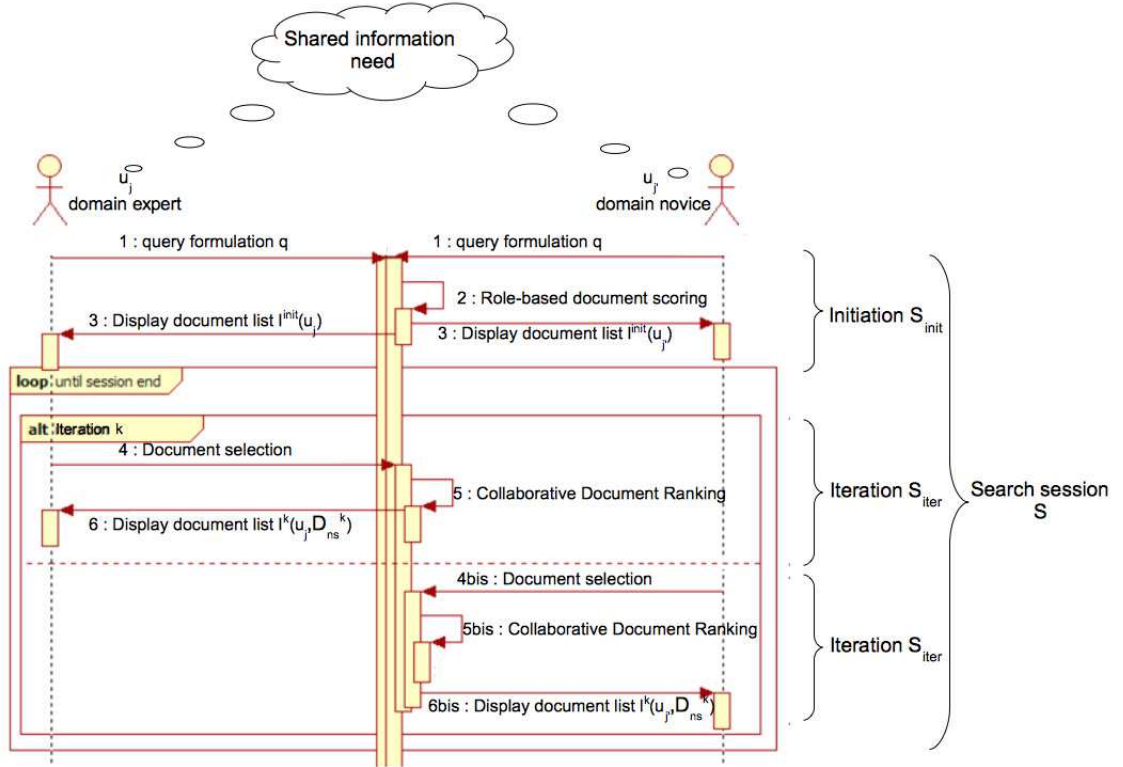 Shared information
need
u_j
domain expert
u_j'
domain novice
1 : query formulation q
1 : query formulation q
2 : Role-based document scoring
3 : Display document list l^init(u_j)
3 : Display document list l^init(u_j')
Initiation S_init
loop until session end
alt Iteration k
4 : Document selection
5 : Collaborative Document Ranking
6 : Display document list l^k(u_j,D_ns^k)
Iteration S_iter
Search session
S
4bis : Document selection
5bis : Collaborative Document Ranking
6bis : Display document list l^k(u_j',D_ns^k)
Iteration S_iter